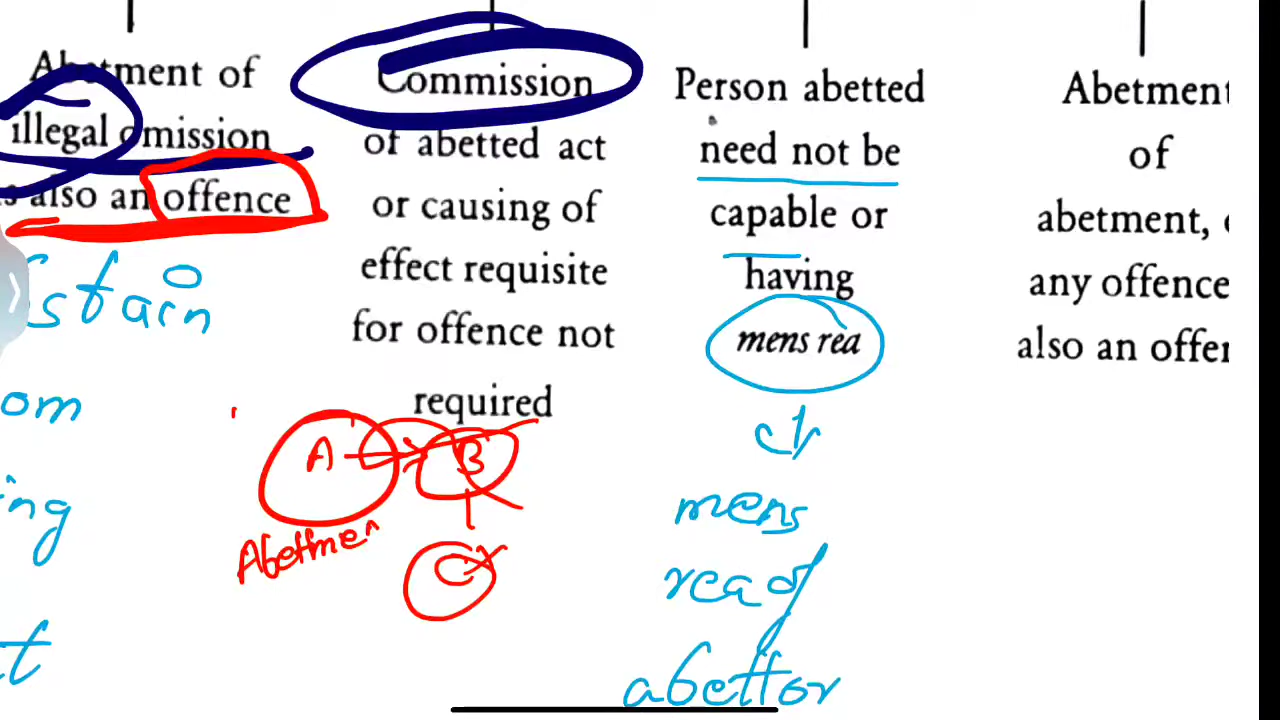 Abetment of
illegal omission
also an offence
Commission
of abetted act
or causing of
effect requisite
for offence not
required
Person abetted
need not be
capable or
having
mens rea
Abetment
of
abetment,
any offence
also an
stain
om
ing
A B
Abetmen
C
mens
rea of
abettor